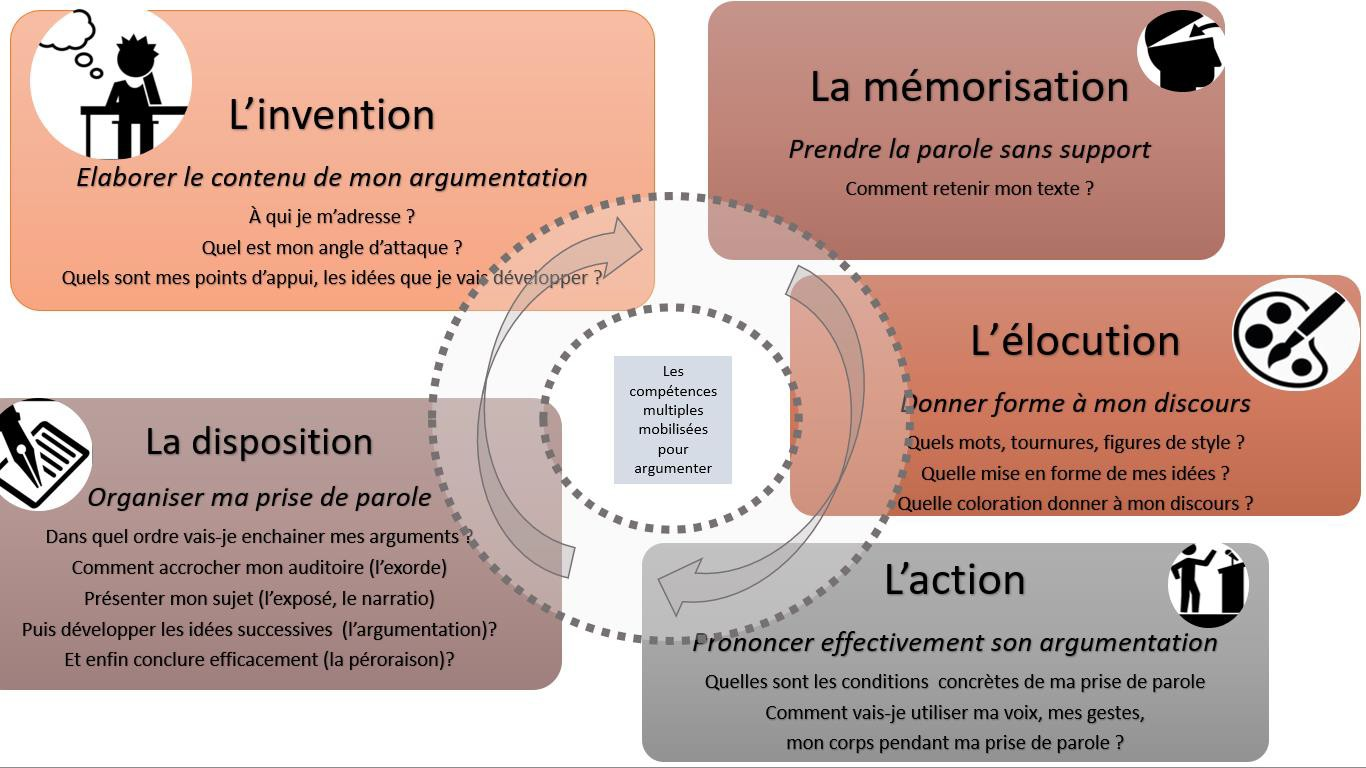 L'invention
Elaborer le contenu de mon argumentation
À qui je m'adresse ?
Quel est mon angle d'attaque ?
Quels sont mes points d'appui, les idées que je vais développer ?
La mémorisation
Prendre la parole sans support
Comment retenir mon texte ?
L'élocution
Donner forme à mon discours
Quels mots, tournures, figures de style ?
Quelle mise en forme de mes idées ?
Quelle coloration donner à mon discours ?
Les
compétences
multiples
mobilisées
pour
argumenter
La disposition
Organiser ma prise de parole
Dans quel ordre vais-je enchainer mes arguments ?
Comment accrocher mon auditoire (l'exorde)
Présenter mon sujet (l'exposé, le narratio)
Puis développer les idées successives (l'argumentation)?
Et enfin conclure efficacement (la péroraison)?
L'action
Prononcer effectivement son argumentation
Quelles sont les conditions concrètes de ma prise de parole
Comment vais-je utiliser ma voix, mes gestes,
mon corps pendant ma prise de parole ?